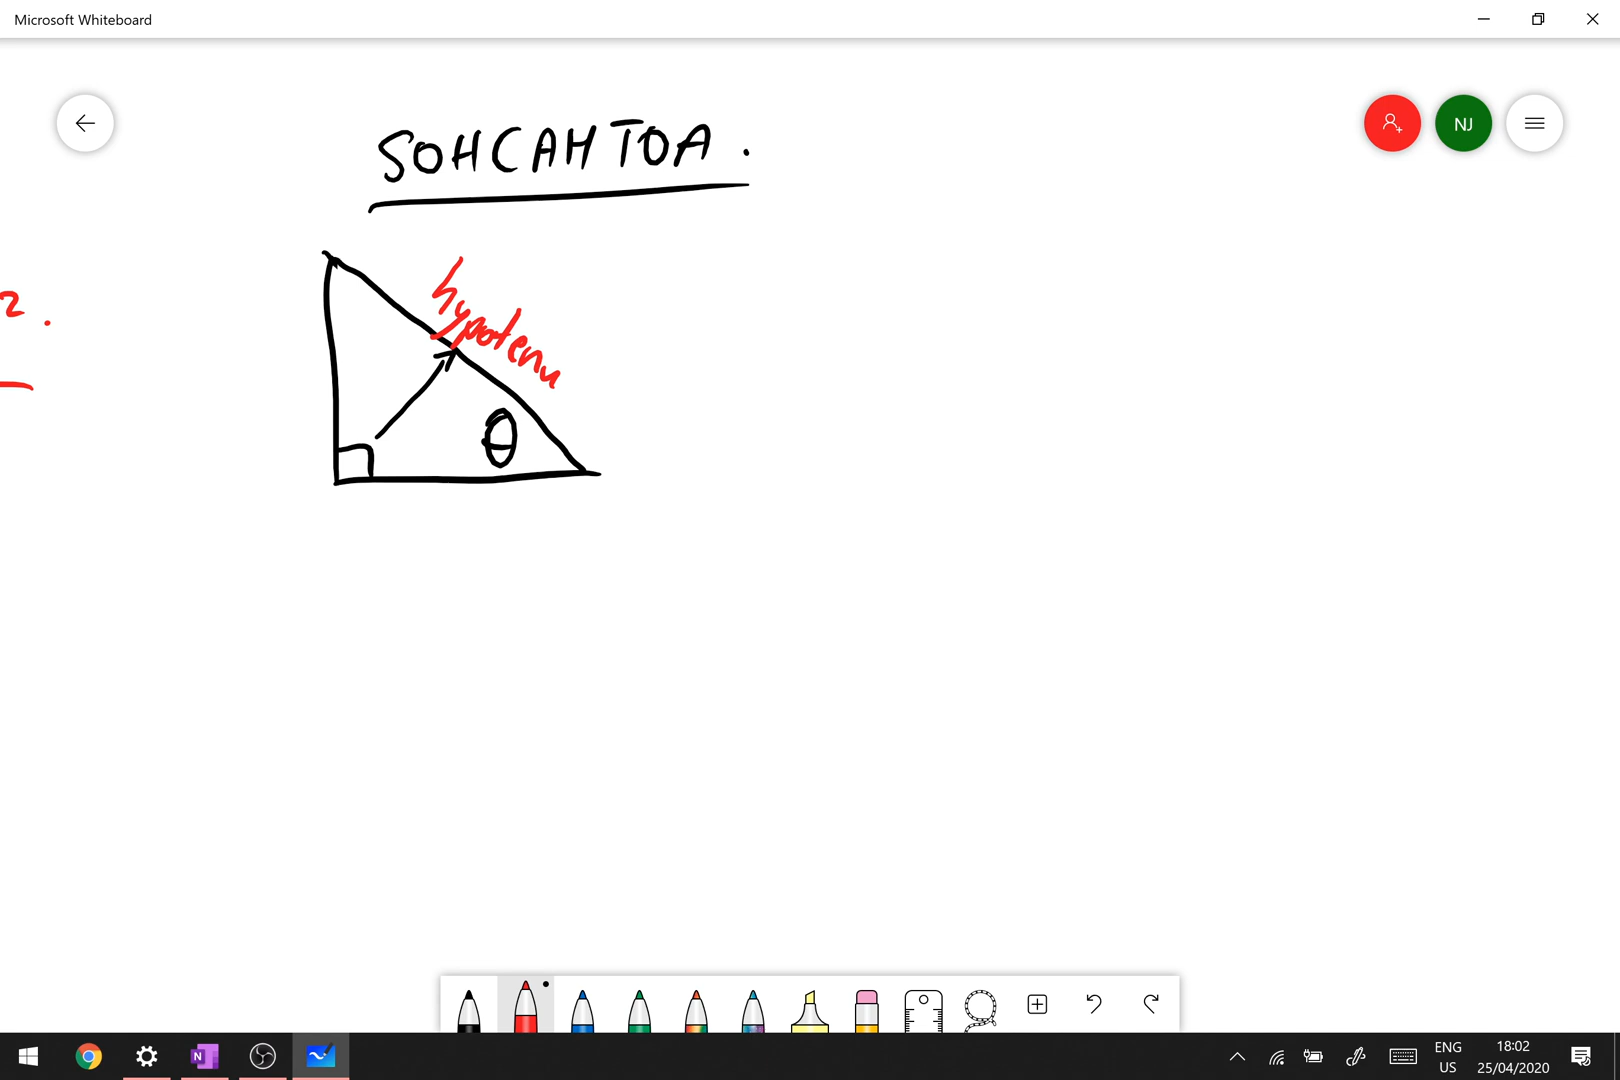 Microsoft Whiteboard
NJ
SOHCAHTOA.
2.
hypotenu
θ
N
ENG
US
18:02
25/04/2020